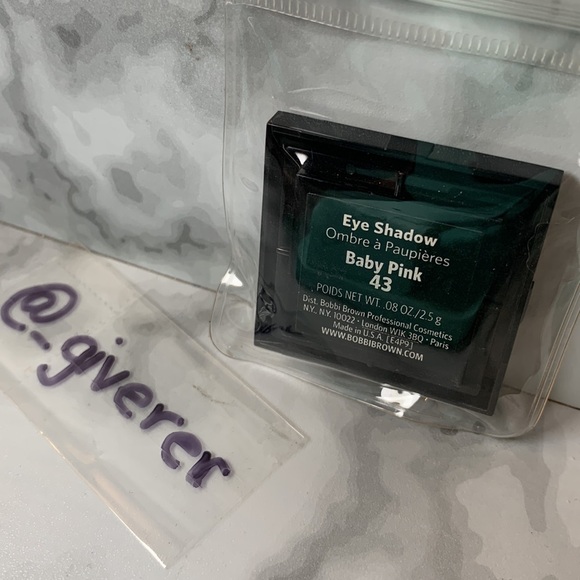 @_giverer
Eye Shadow
Ombre à Paupières
Baby Pink
43
POIDS NET WT. .08 OZ./2.5 g
Dist. Bobbi Brown Professional Cosmetics
N.Y., N.Y. 10022 • London W1K 3BQ • Paris
Made in U.S.A. [E4P9]
WWW.BOBBIBROWN.COM